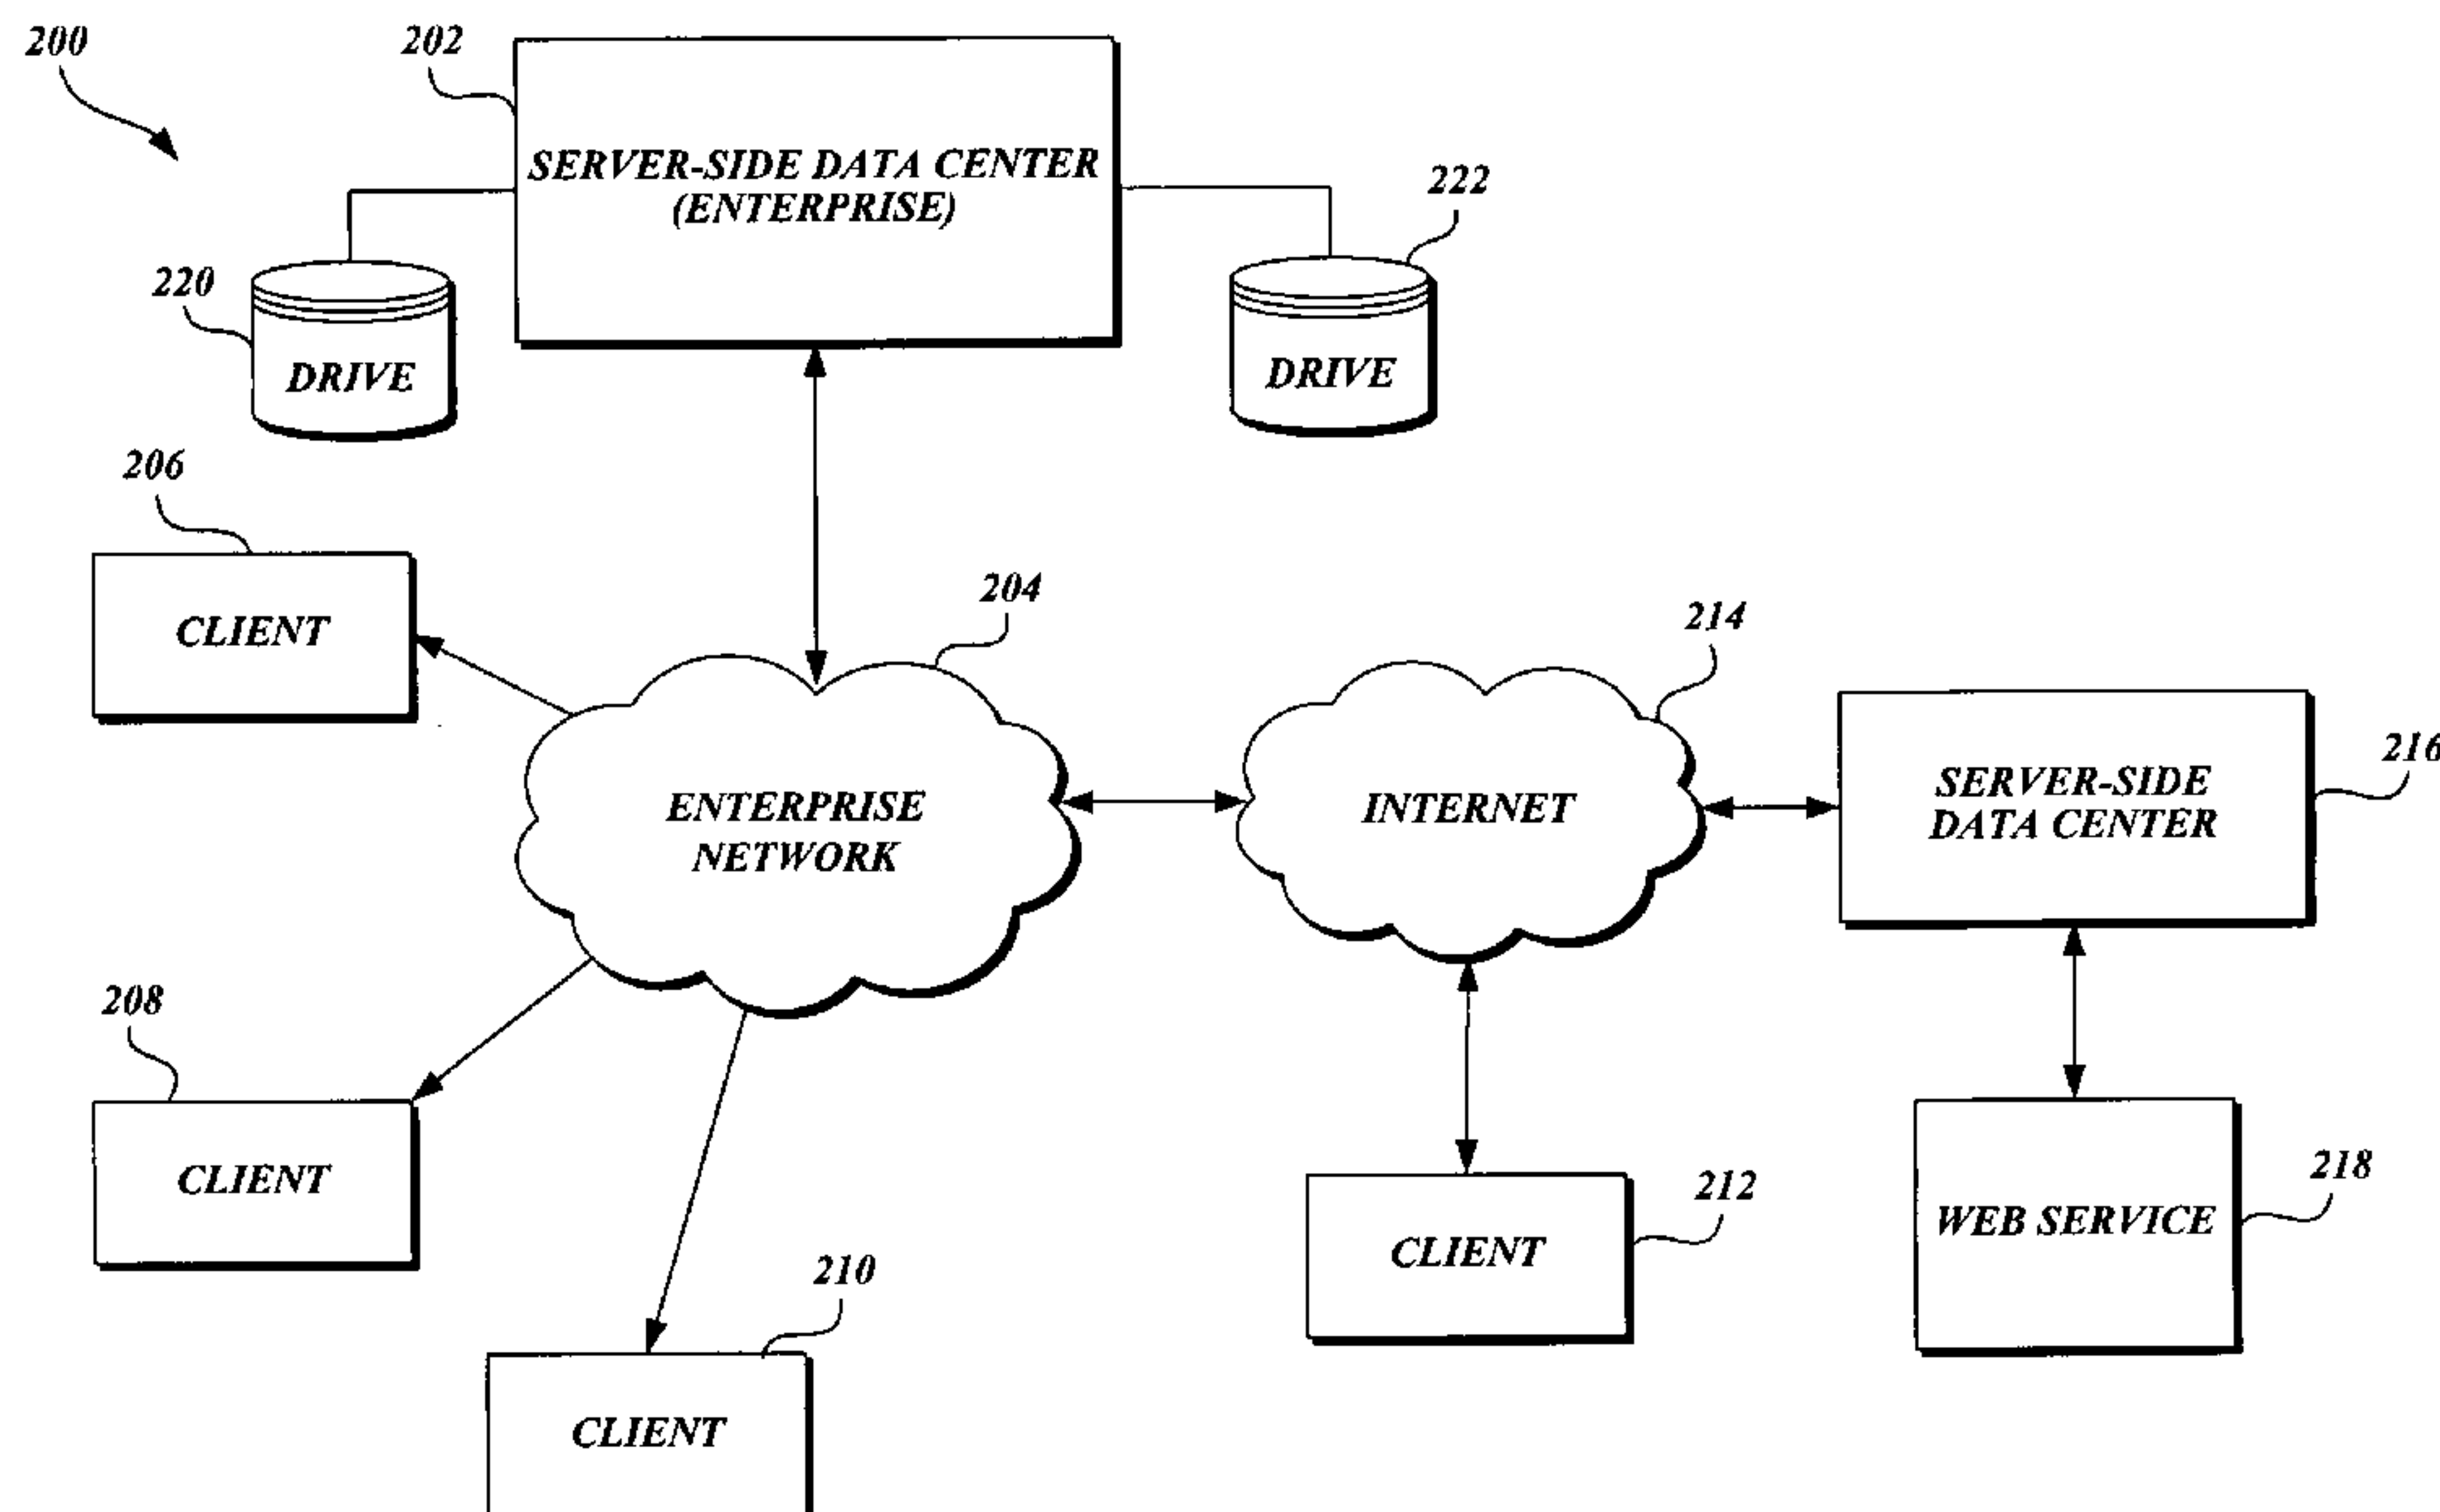 200
202
SERVER-SIDE DATA CENTER
(ENTERPRISE)
222
220
DRIVE
DRIVE
206
CLIENT
204
214
216
ENTERPRISE
NETWORK
INTERNET
SERVER-SIDE
DATA CENTER
208
CLIENT
210
CLIENT
212
CLIENT
218
WEB SERVICE